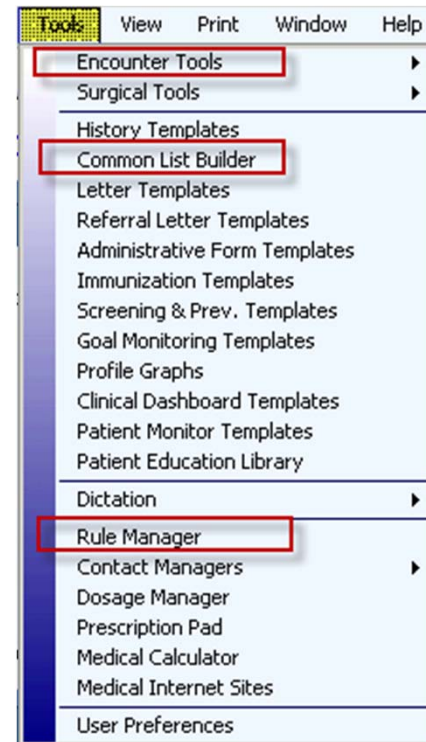 Tools View Print Window Help
Encounter Tools
Surgical Tools
History Templates
Common List Builder
Letter Templates
Referral Letter Templates
Administrative Form Templates
Immunization Templates
Screening & Prev. Templates
Goal Monitoring Templates
Profile Graphs
Clinical Dashboard Templates
Patient Monitor Templates
Patient Education Library
Dictation
Rule Manager
Contact Managers
Dosage Manager
Prescription Pad
Medical Calculator
Medical Internet Sites
User Preferences